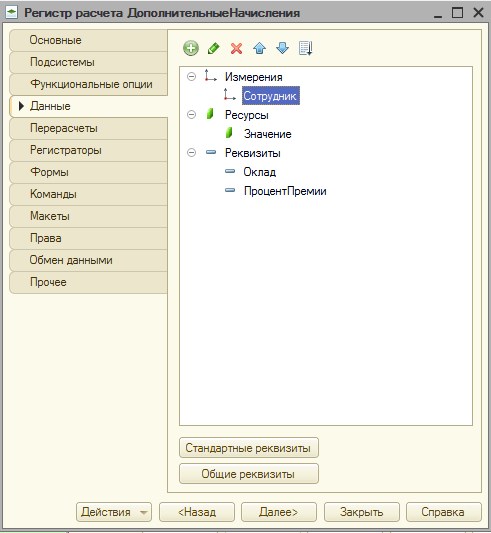 Регистр расчета ДополнительныеНачисления
Основные
Подсистемы
Функциональные опции
Данные
Перерасчеты
Регистраторы
Формы
Команды
Макеты
Права
Обмен данными
Прочее
Измерения
Сотрудник
Ресурсы
Значение
Реквизиты
Оклад
ПроцентПремии
Стандартные реквизиты
Общие реквизиты
Действия
<Назад
Далее>
Закрыть
Справка